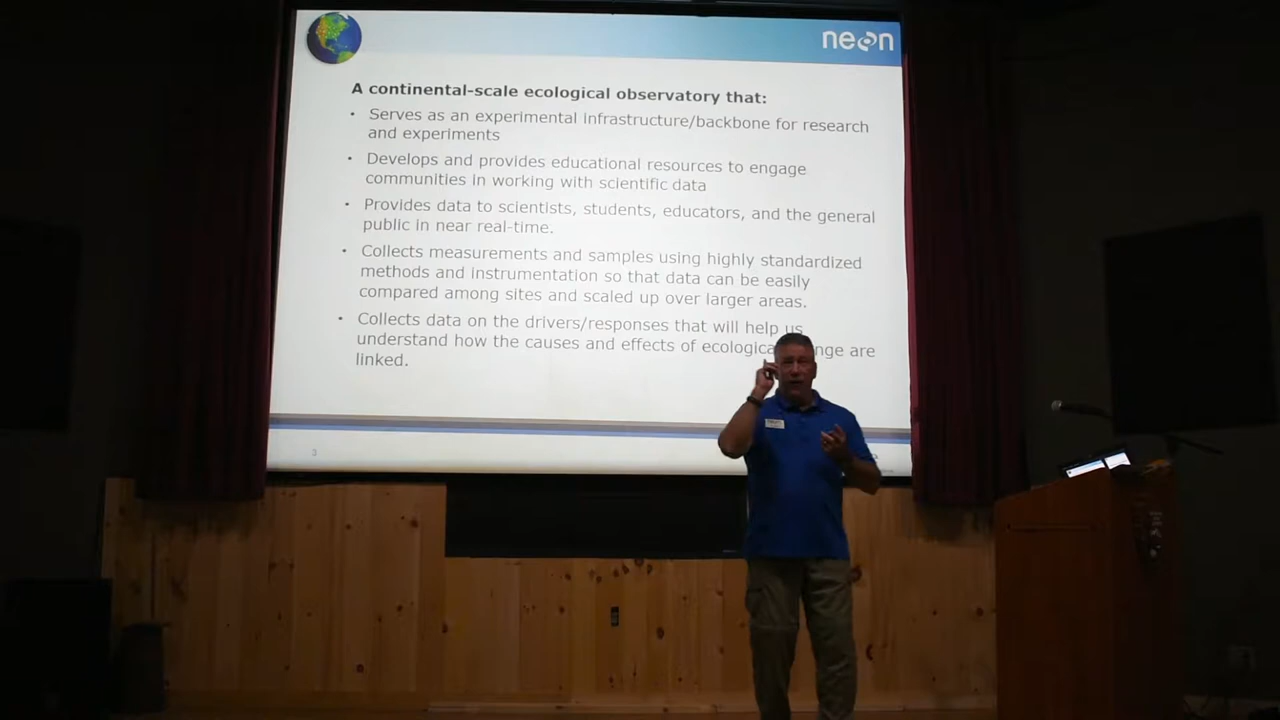 neon
A continental-scale ecological observatory that:
• Serves as an experimental infrastructure/backbone for research
and experiments
• Develops and provides educational resources to engage
communities in working with scientific data
• Provides data to scientists, students, educators, and the general
public in near real-time.
• Collects measurements and samples using highly standardized
methods and instrumentation so that data can be easily
compared among sites and scaled up over larger areas.
• Collects data on the drivers/responses that will help us
understand how the causes and effects of ecological are
linked.
3